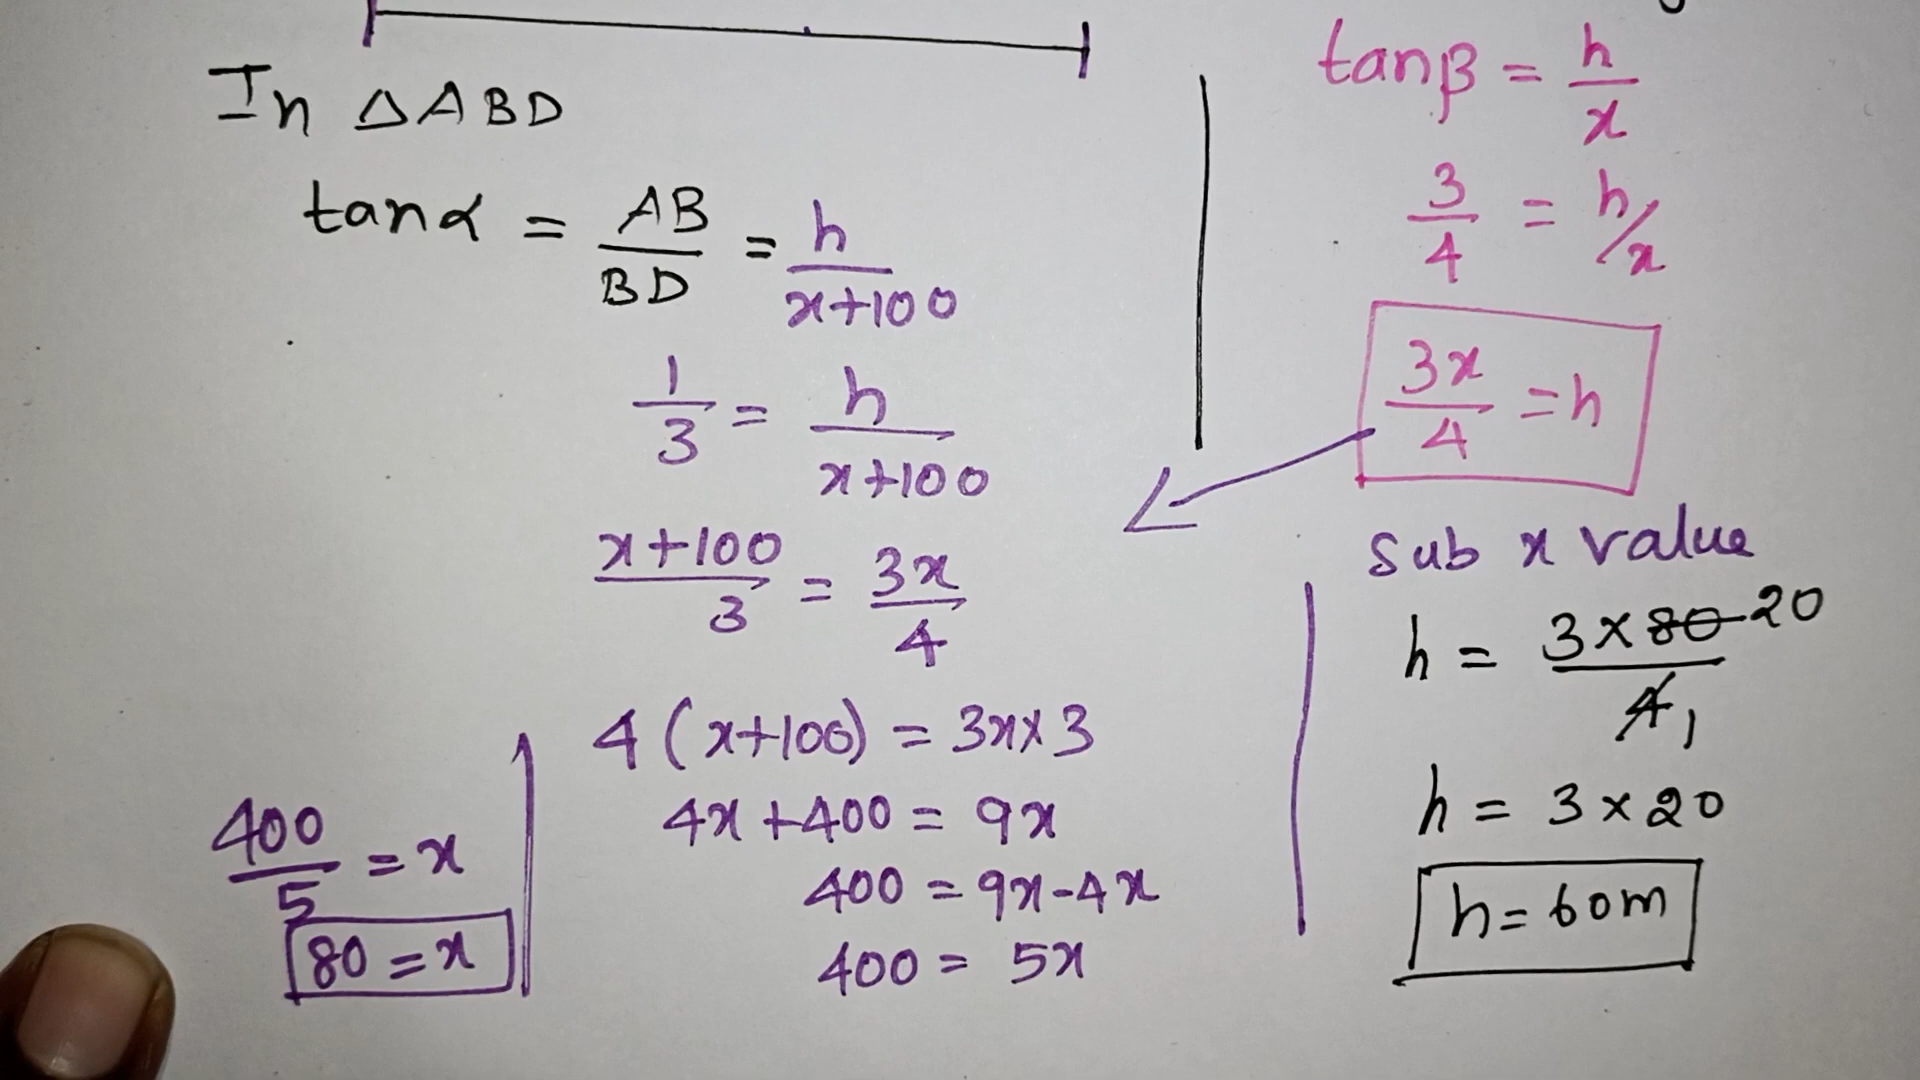 In ΔABD
tanα = AB/BD = h/x+100
1/3 = h/x+100
x+100/3 = 3x/4
4(x+100) = 3x×3
4x+400 = 9x
400 = 9x-4x
400 = 5x
400/5 = x
80 = x
tanβ = h/x
3/4 = h/x
3x/4 = h
Sub x value
h = 3×80 20/4 1
h = 3×20
h = 60m